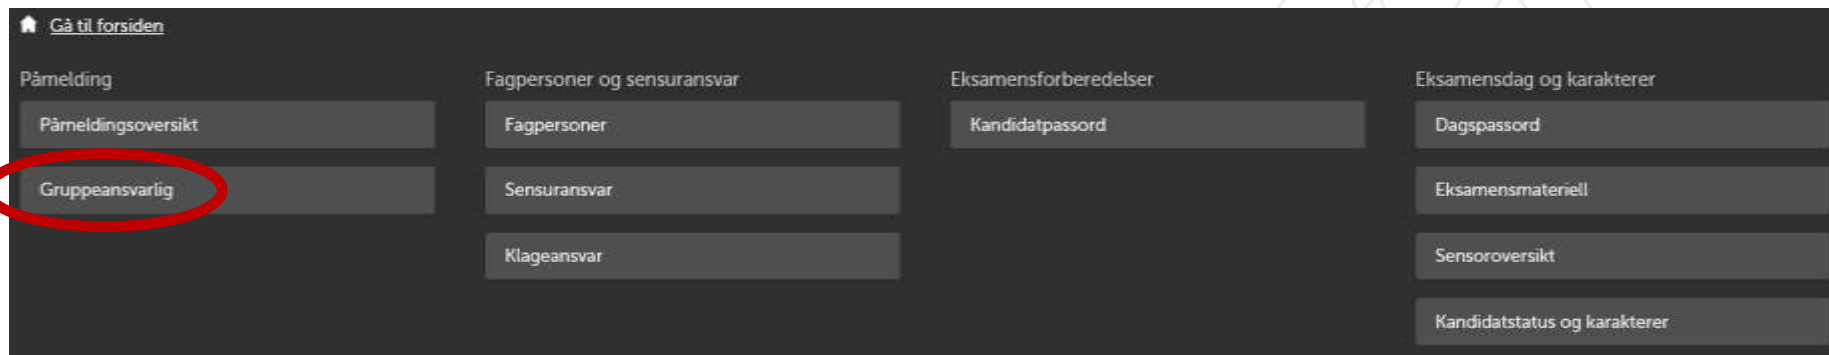 Gå til forsiden
Påmelding
Påmeldingsoversikt
Gruppeansvarlig
Fagpersoner og sensuransvar
Fagpersoner
Sensuransvar
Klageansvar
Eksamensforberedelser
Kandidatpassord
Eksamensdag og karakterer
Dagspassord
Eksamensmateriell
Sensoroversikt
Kandidatstatus og karakterer